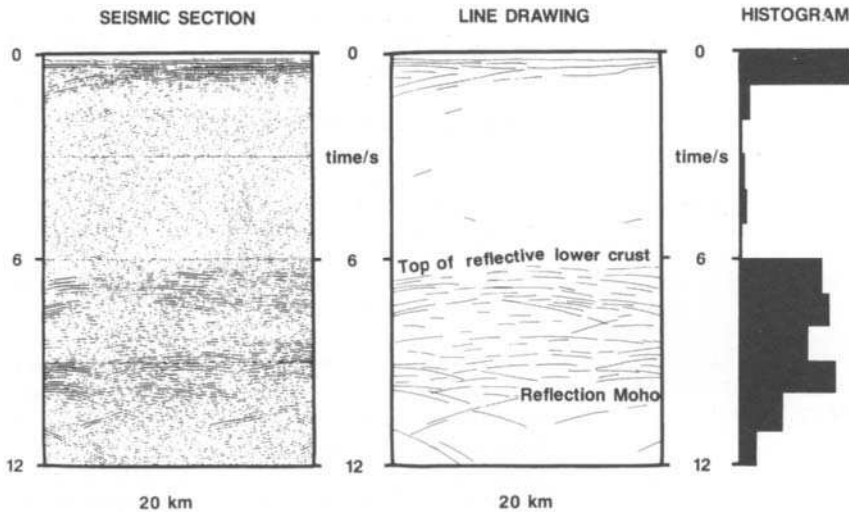 SEISMIC SECTION
LINE DRAWING
HISTOGRAM
0
0
0
time/s
time/s
6
6
6
Top of reflective lower crust
Reflection Moho
12
12
12
20 km
20 km